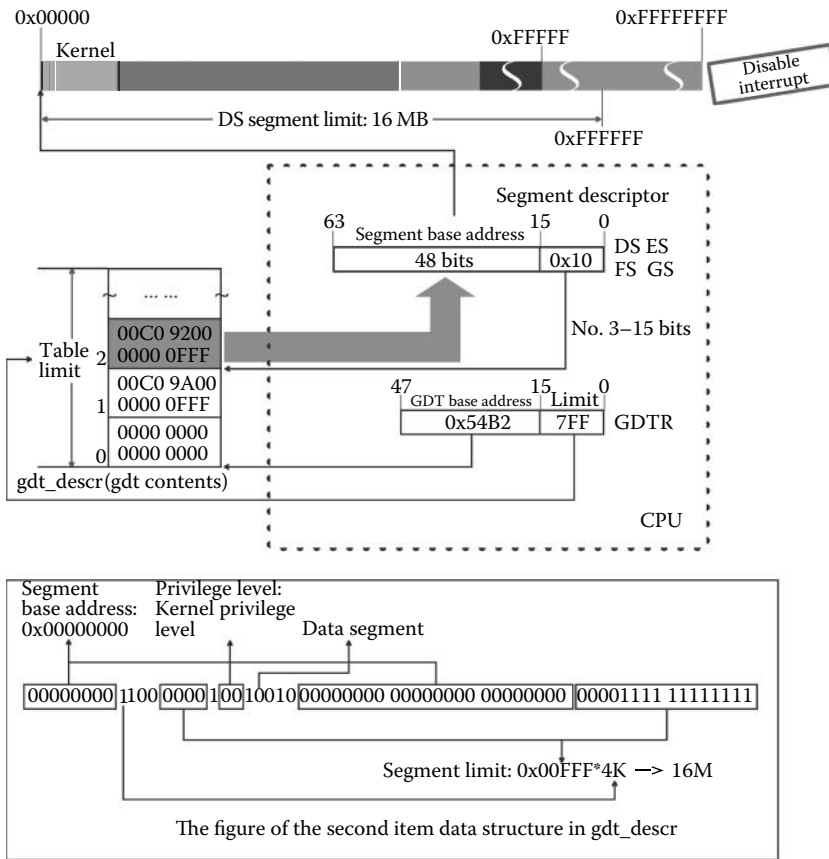 0x00000
0xFFFFFFFF
Kernel
0xFFFFF
Disable
interrupt
DS segment limit: 16 MB
0xFFFFFF
Segment descriptor
63
15
0
Segment base address
48 bits
0x10
DS ES
FS GS
~ ... ... ~
No. 3–15 bits
Table
limit
2
00C0 9200
0000 0FFF
1
00C0 9A00
0000 0FFF
0
0000 0000
0000 0000
gdt_descr(gdt contents)
47
15
0
GDT base address
Limit
0x54B2
7FF
GDTR
CPU
Segment
base address:
0x00000000
Privilege level:
Kernel privilege
level
Data segment
00000000 1100 0000 1 00 10010 00000000 00000000 00000000 00001111 11111111
Segment limit: 0x00FFF*4K —> 16M
The figure of the second item data structure in gdt_descr